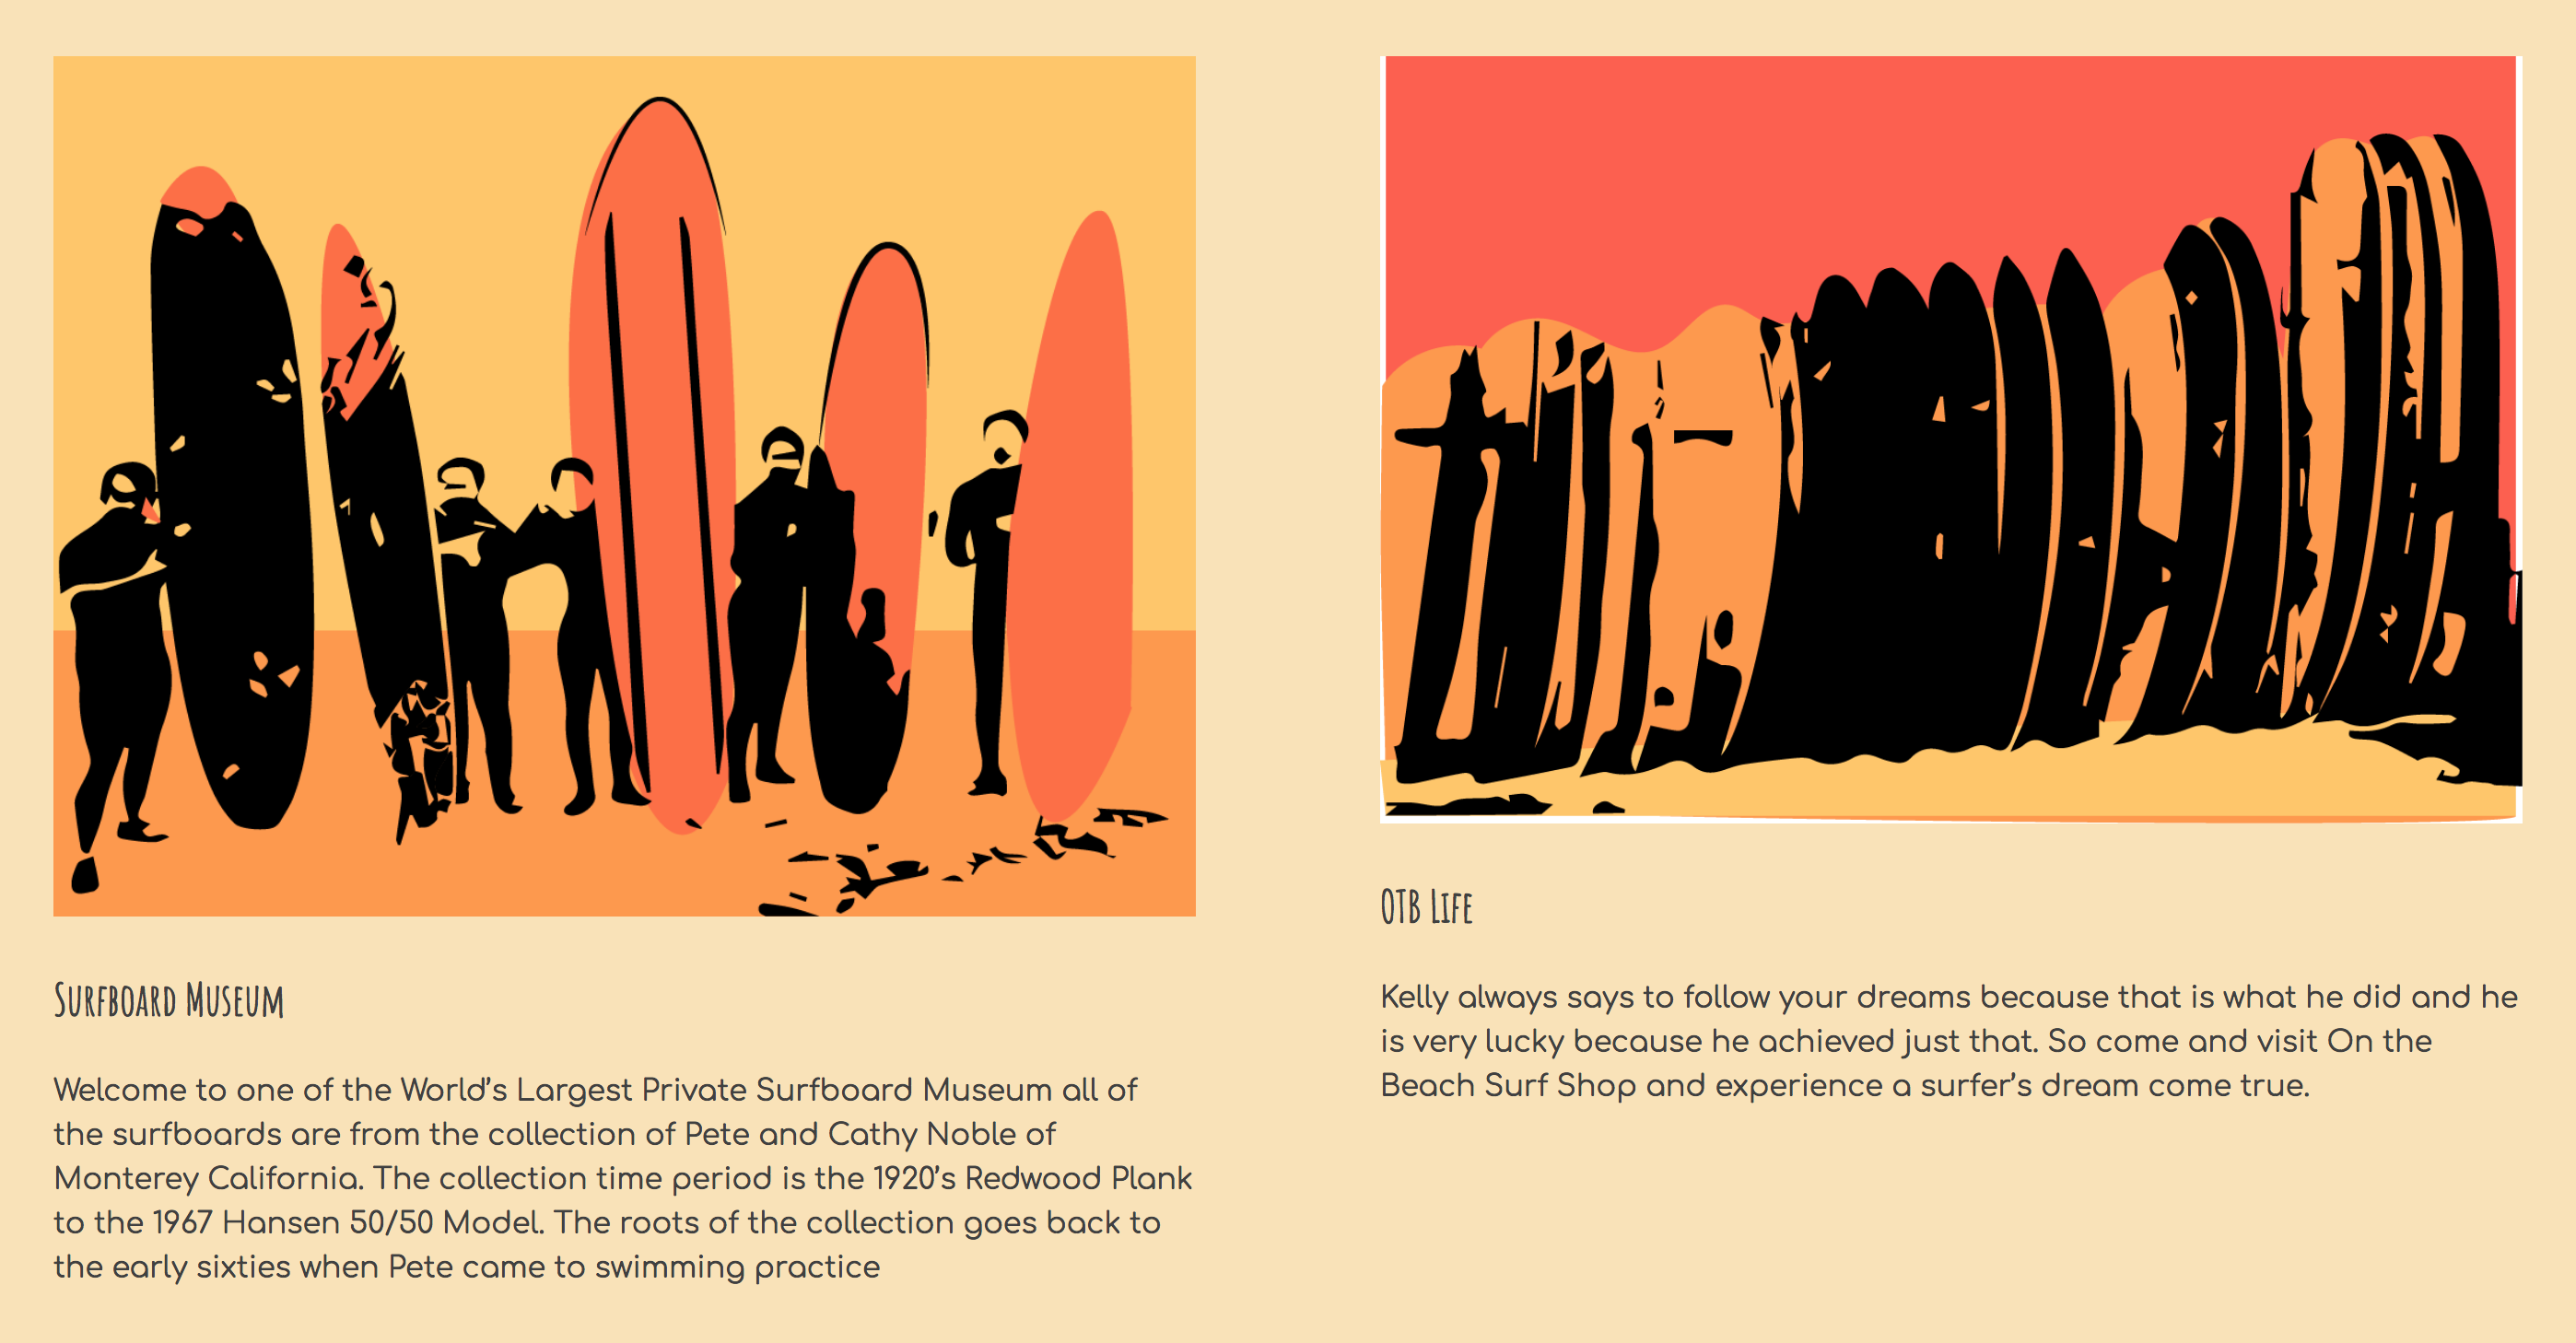 Surfboard Museum
Welcome to one of the World’s Largest Private Surfboard Museum all of
the surfboards are from the collection of Pete and Cathy Noble of
Monterey California. The collection time period is the 1920’s Redwood Plank
to the 1967 Hansen 50/50 Model. The roots of the collection goes back to
the early sixties when Pete came to swimming practice
OTB Life
Kelly always says to follow your dreams because that is what he did and he
is very lucky because he achieved just that. So come and visit On the
Beach Surf Shop and experience a surfer’s dream come true.